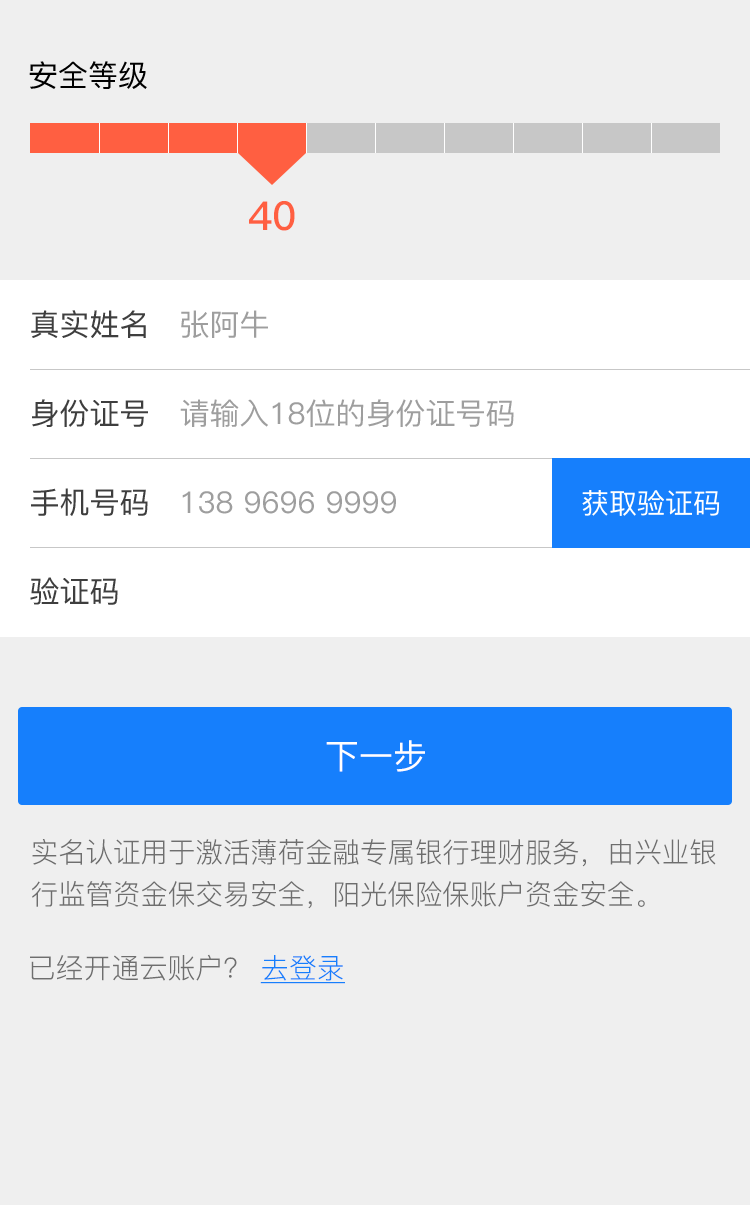 安全等级
40
真实姓名 张阿牛
身份证号 请输入18位的身份证号码
手机号码 138 9696 9999 获取验证码
验证码
下一步
实名认证用于激活薄荷金融专属银行理财服务，由兴业银
行监管资金保交易安全，阳光保险保账户资金安全。
已经开通云账户？ 去登录